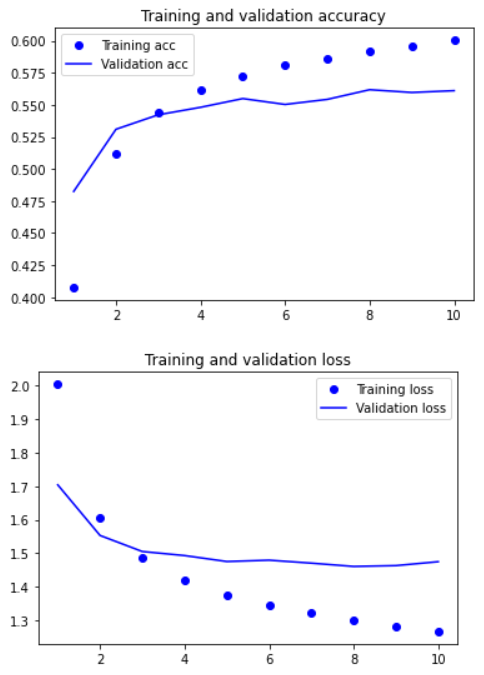 Training and validation accuracy
0.600
Training acc
Validation acc
0.575
0.550
0.525
0.500
0.475
0.450
0.425
0.400
2 4 6 8 10
Training and validation loss
2.0
Training loss
Validation loss
1.9
1.8
1.7
1.6
1.5
1.4
1.3
2 4 6 8 10